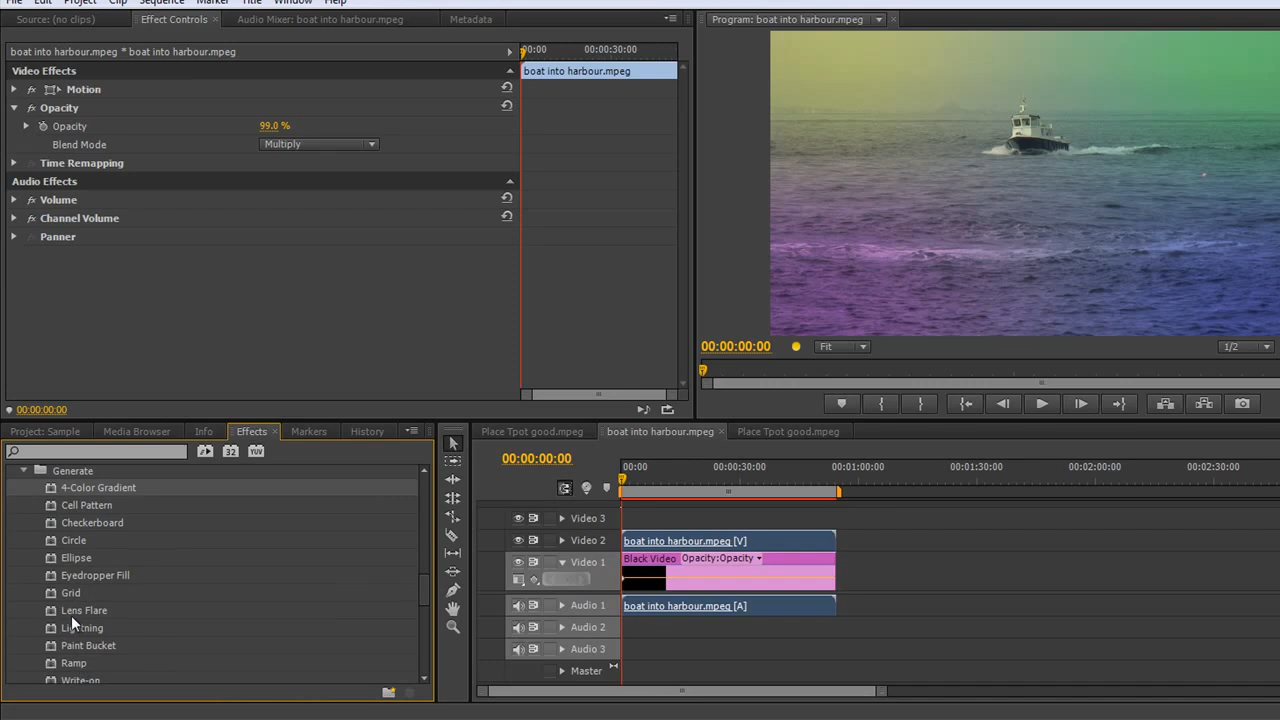 File Edit Project Clip Sequence Marker Title Window Help
Source: (no clips) Effect Controls × Audio Mixer: boat into harbour.mpeg Metadata
Program: boat into harbour.mpeg
boat into harbour.mpeg * boat into harbour.mpeg
00:00 00:00:30:00
Video Effects
boat into harbour.mpeg
fx Motion
fx Opacity
Opacity 99.0 %
Blend Mode Multiply
Time Remapping
Audio Effects
fx Volume
fx Channel Volume
Panner
00:00:00:00
00:00:00:00 Fit 1/2
Project: Sample Media Browser Info Effects × Markers History
32 YUV
Generate
4-Color Gradient
Cell Pattern
Checkerboard
Circle
Ellipse
Eyedropper Fill
Grid
Lens Flare
Lightning
Paint Bucket
Ramp
Write-on
Place Tpot good.mpeg boat into harbour.mpeg × Place Tpot good.mpeg
00:00:00:00
00:00 00:00:30:00 00:01:00:00 00:01:30:00 00:02:00:00 00:02:30:00
Video 3
Video 2 boat into harbour.mpeg [V]
Video 1 Black Video Opacity:Opacity
Audio 1 boat into harbour.mpeg [A]
Audio 2
Audio 3
Master